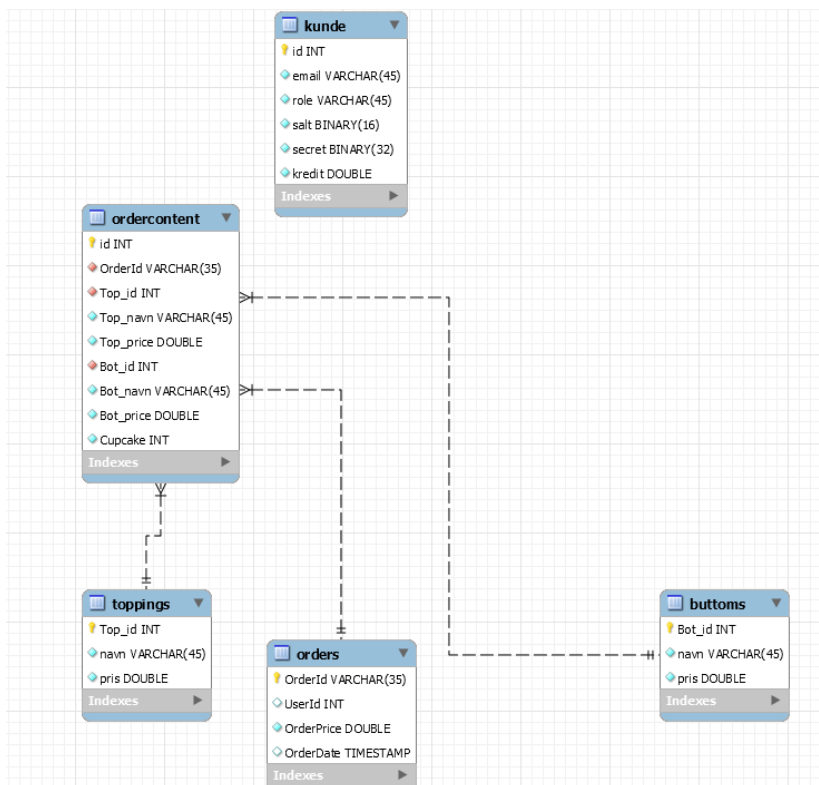 kunde
id INT
email VARCHAR(45)
role VARCHAR(45)
salt BINARY(16)
secret BINARY(32)
kredit DOUBLE
Indexes
ordercontent
id INT
OrderId VARCHAR(35)
Top_id INT
Top_navn VARCHAR(45)
Top_price DOUBLE
Bot_id INT
Bot_navn VARCHAR(45)
Bot_price DOUBLE
Cupcake INT
Indexes
toppings
Top_id INT
navn VARCHAR(45)
pris DOUBLE
Indexes
orders
OrderId VARCHAR(35)
UserId INT
OrderPrice DOUBLE
OrderDate TIMESTAMP
Indexes
buttoms
Bot_id INT
navn VARCHAR(45)
pris DOUBLE
Indexes